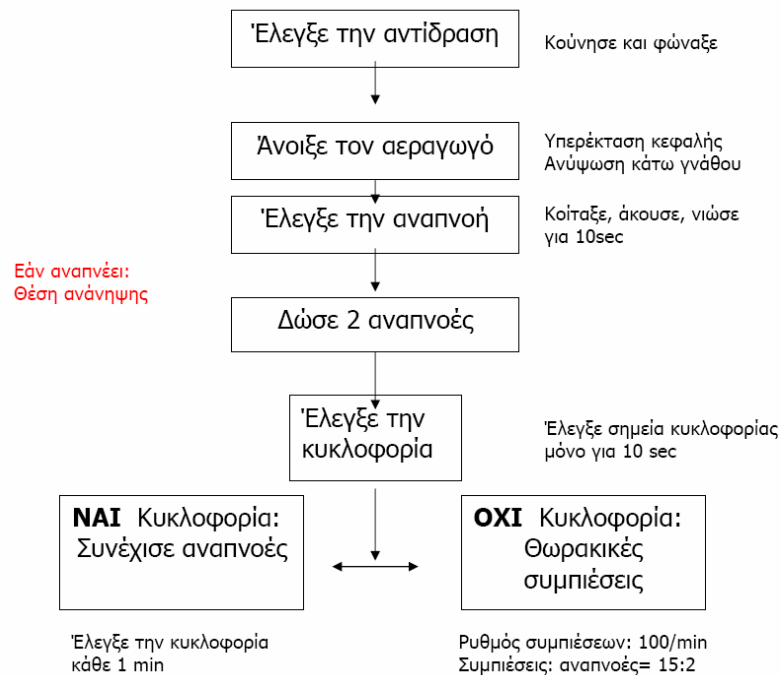 Έλεγξε την αντίδραση
Κούνησε και φώναξε
Άνοιξε τον αεραγωγό
Υπερέκταση κεφαλής
Ανύψωση κάτω γνάθου
Έλεγξε την αναπνοή
Κοίταξε, άκουσε, νιώσε
για 10sec
Εάν αναπνέει:
Θέση ανάνηψης
Δώσε 2 αναπνοές
Έλεγξε την
κυκλοφορία
Έλεγξε σημεία κυκλοφορίας
μόνο για 10 sec
ΝΑΙ Κυκλοφορία:
Συνέχισε αναπνοές
ΟΧΙ Κυκλοφορία:
Θωρακικές
συμπιέσεις
Έλεγξε την κυκλοφορία
κάθε 1 min
Ρυθμός συμπιέσεων: 100/min
Συμπιέσεις: αναπνοές= 15:2